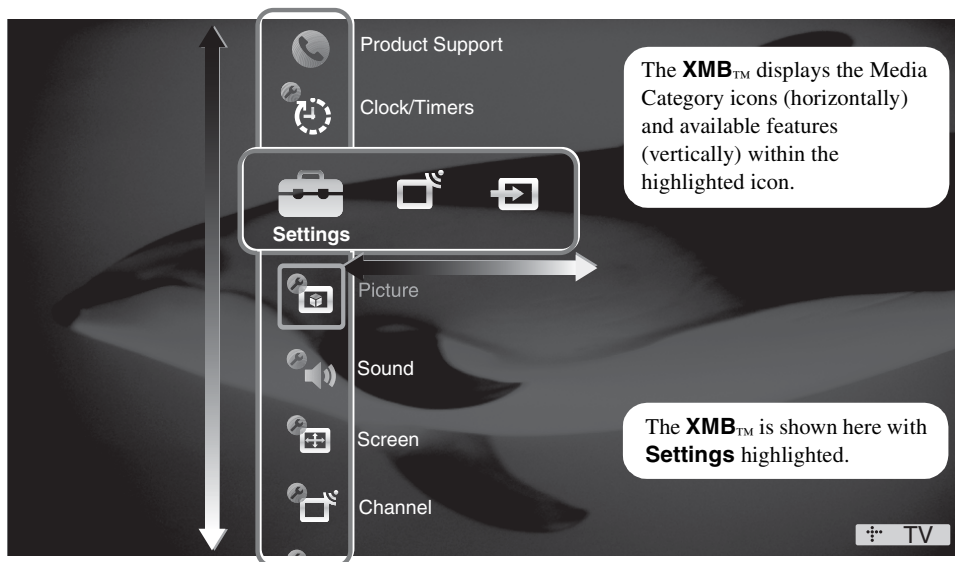 Product Support
Clock/Timers
The XMB™ displays the Media
Category icons (horizontally)
and available features
(vertically) within the
highlighted icon.
Settings
Picture
Sound
Screen
Channel
The XMB™ is shown here with
Settings highlighted.
TV